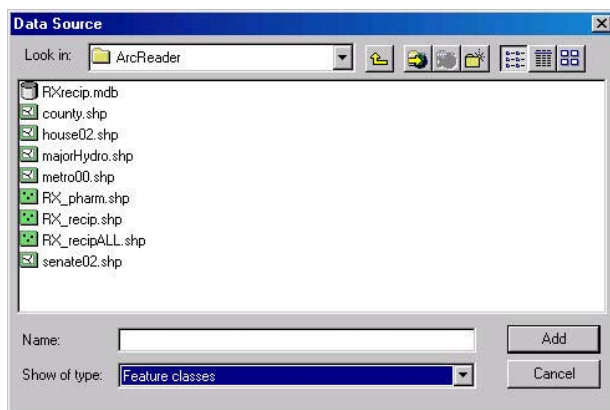 Data Source
Look in: ArcReader
RXrecip.mdb
county.shp
house02.shp
majorHydro.shp
metro00.shp
RX_pharm.shp
RX_recip.shp
RX_recipALL.shp
senate02.shp
Name: Add
Show of type: Feature classes Cancel